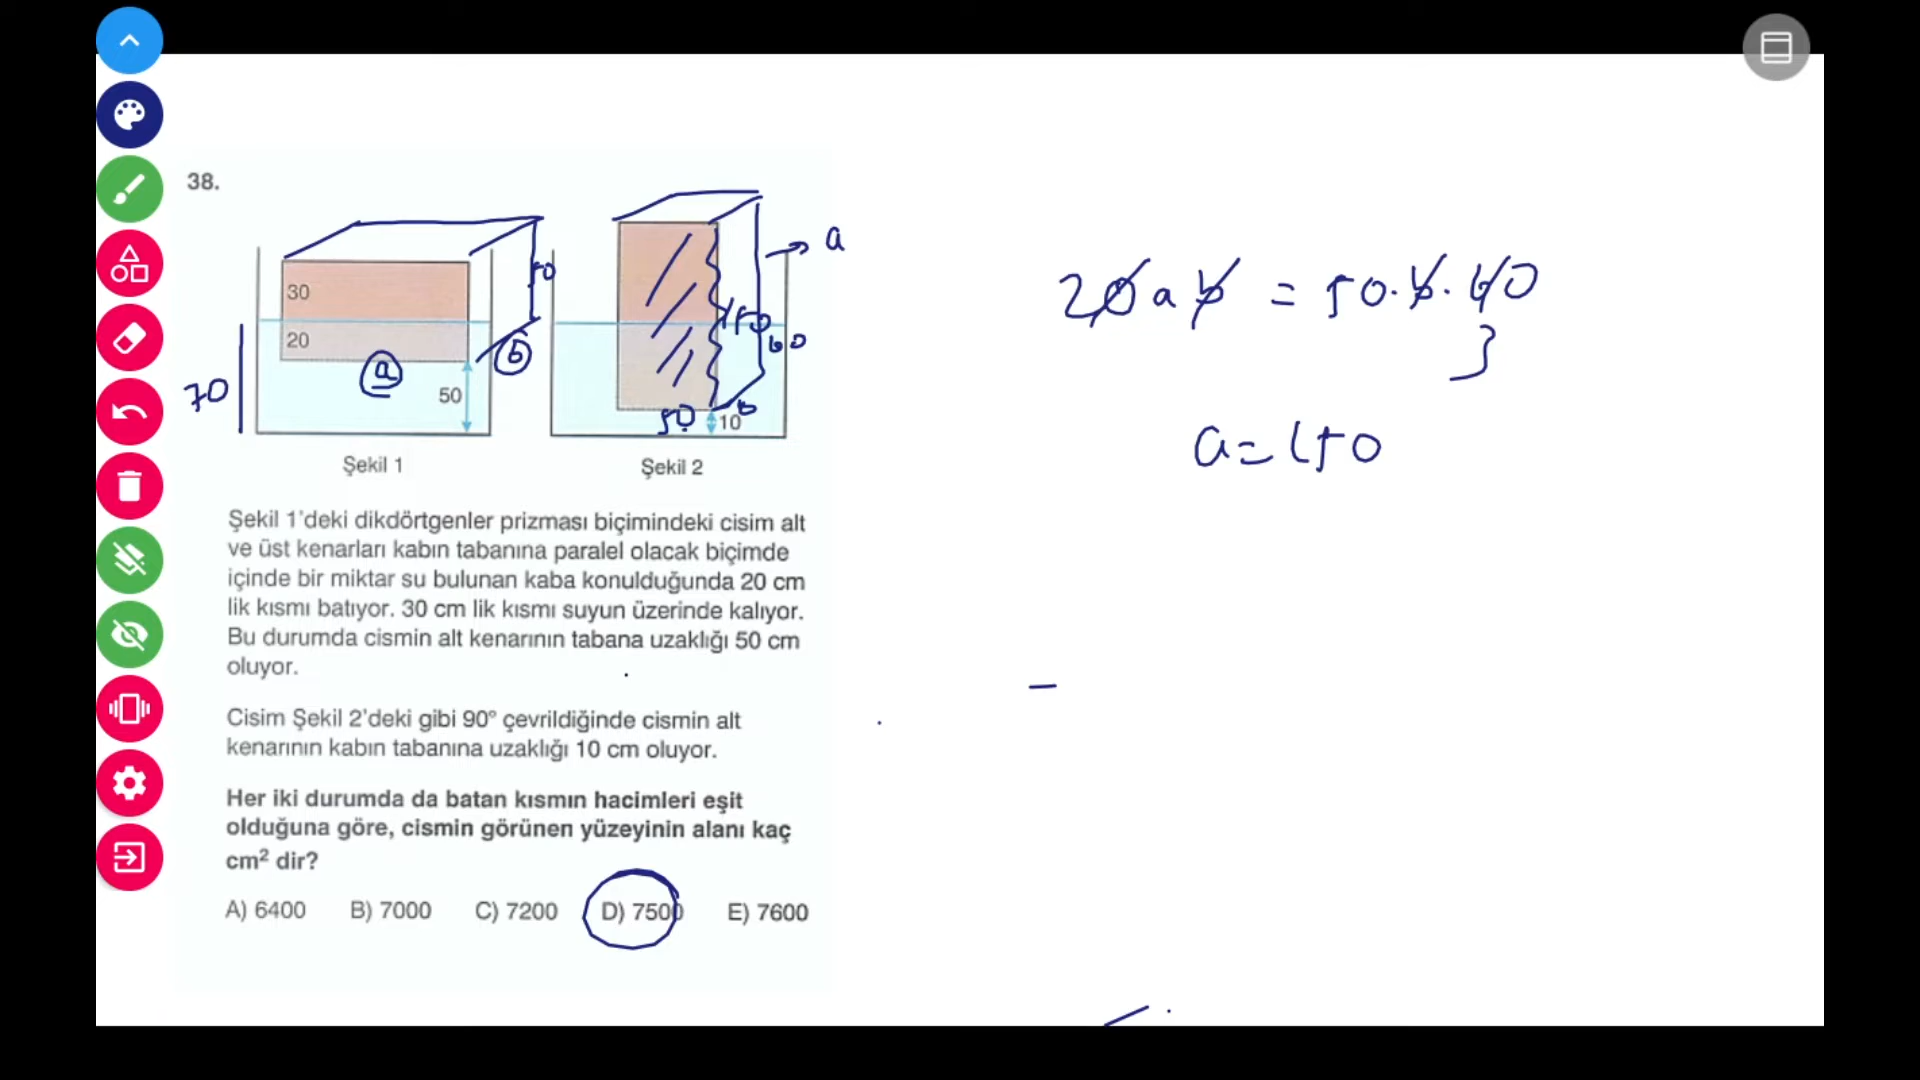 38.
30
20
50
10
Şekil 1
Şekil 2
70
a
b
50
a
150
60
50
b
20ab = 50.b.60
3
a=150
Şekil 1'deki dikdörtgenler prizması biçimindeki cisim alt
ve üst kenarları kabın tabanına paralel olacak biçimde
içinde bir miktar su bulunan kaba konulduğunda 20 cm
lik kısmı batıyor. 30 cm lik kısmı suyun üzerinde kalıyor.
Bu durumda cismin alt kenarının tabana uzaklığı 50 cm
oluyor.
Cisim Şekil 2'deki gibi 90° çevrildiğinde cismin alt
kenarının kabın tabanına uzaklığı 10 cm oluyor.
Her iki durumda da batan kısmın hacimleri eşit
olduğuna göre, cismin görünen yüzeyinin alanı kaç
cm² dir?
A) 6400 B) 7000 C) 7200 D) 7500 E) 7600